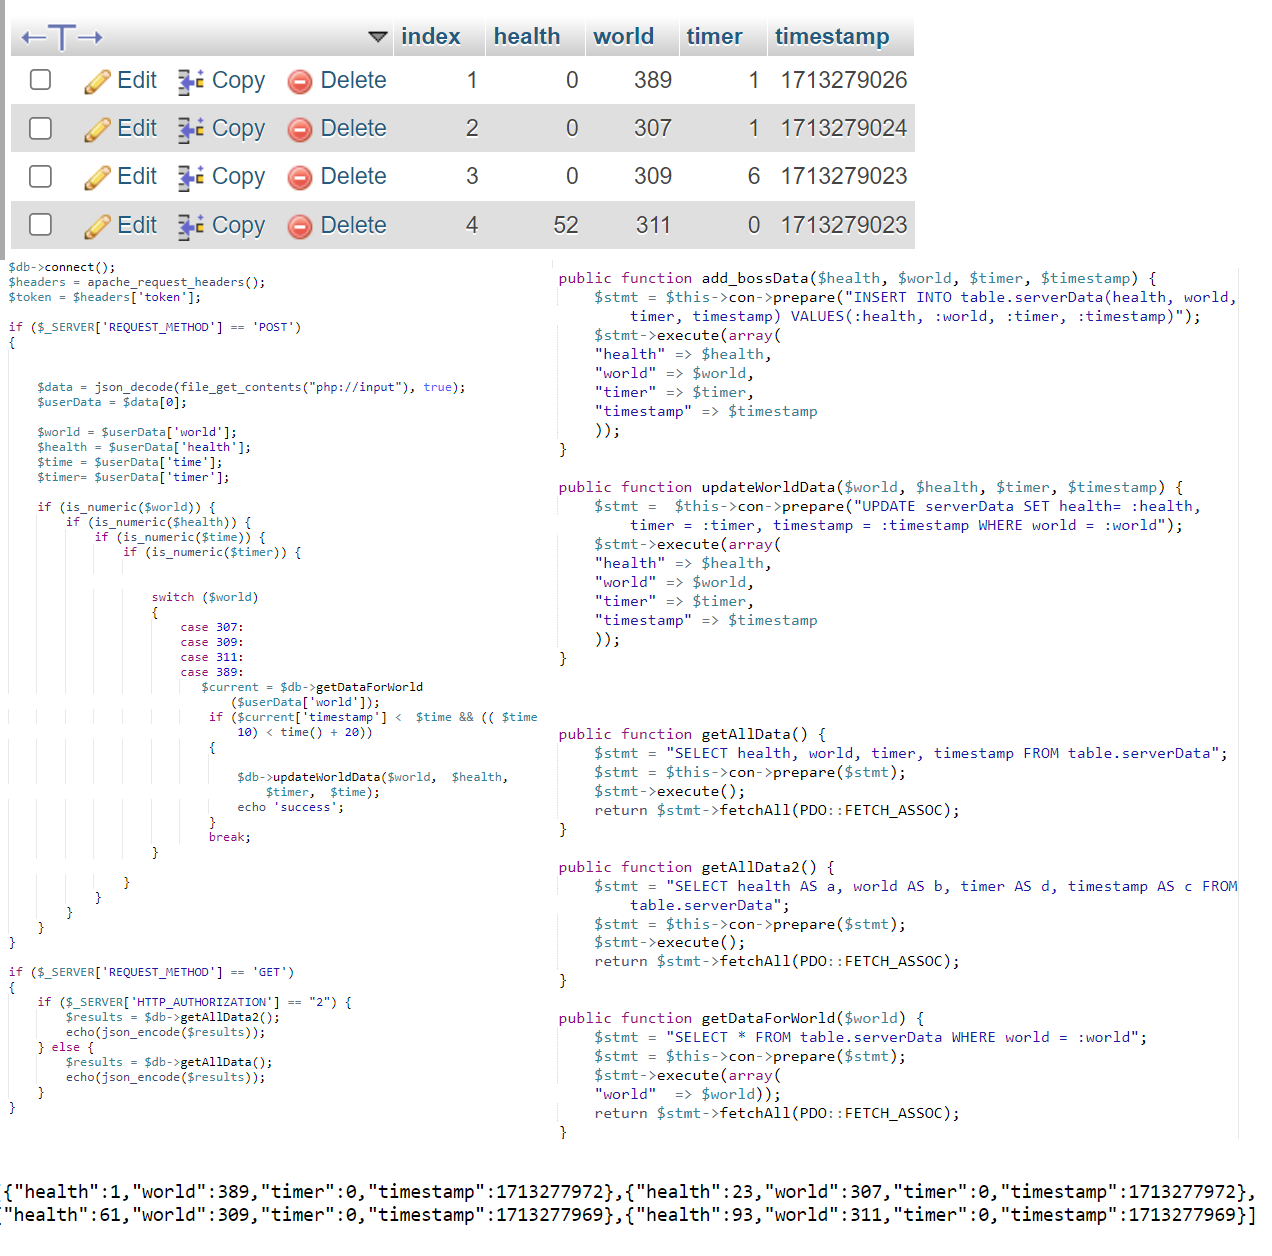 index health world timer timestamp
Edit Copy Delete 1 0 389 1 1713279026
Edit Copy Delete 2 0 307 1 1713279024
Edit Copy Delete 3 0 309 6 1713279023
Edit Copy Delete 4 52 311 0 1713279023
$db->connect();
$headers = apache_request_headers();
$token = $headers['token'];
if ($_SERVER['REQUEST_METHOD'] == 'POST')
{
$data = json_decode(file_get_contents("php://input"), true);
$userData = $data[0];
$world = $userData['world'];
$health = $userData['health'];
$time = $userData['time'];
$timer= $userData['timer'];
if (is_numeric($world)) {
if (is_numeric($health)) {
if (is_numeric($time)) {
if (is_numeric($timer)) {
switch ($world)
{
case 307:
case 309:
case 311:
case 389:
$current = $db->getDataForWorld
($userData['world']);
if ($current['timestamp'] < $time && (( $time
10) < time() + 20))
{
$db->updateWorldData($world, $health,
$timer, $time);
echo 'success';
}
break;
}
}
}
}
}
}
if ($_SERVER['REQUEST_METHOD'] == 'GET')
{
if ($_SERVER['HTTP_AUTHORIZATION'] == "2") {
$results = $db->getAllData2();
echo(json_encode($results));
} else {
$results = $db->getAllData();
echo(json_encode($results));
}
}
public function add_bossData($health, $world, $timer, $timestamp) {
$stmt = $this->con->prepare("INSERT INTO table.serverData(health, world,
timer, timestamp) VALUES(:health, :world, :timer, :timestamp)");
$stmt->execute(array(
"health" => $health,
"world" => $world,
"timer" => $timer,
"timestamp" => $timestamp
));
}
public function updateWorldData($world, $health, $timer, $timestamp) {
$stmt = $this->con->prepare("UPDATE serverData SET health= :health,
timer = :timer, timestamp = :timestamp WHERE world = :world");
$stmt->execute(array(
"health" => $health,
"world" => $world,
"timer" => $timer,
"timestamp" => $timestamp
));
}
public function getAllData() {
$stmt = "SELECT health, world, timer, timestamp FROM table.serverData";
$stmt = $this->con->prepare($stmt);
$stmt->execute();
return $stmt->fetchAll(PDO::FETCH_ASSOC);
}
public function getAllData2() {
$stmt = "SELECT health AS a, world AS b, timer AS d, timestamp AS c FROM
table.serverData";
$stmt = $this->con->prepare($stmt);
$stmt->execute();
return $stmt->fetchAll(PDO::FETCH_ASSOC);
}
public function getDataForWorld($world) {
$stmt = "SELECT * FROM table.serverData WHERE world = :world";
$stmt = $this->con->prepare($stmt);
$stmt->execute(array(
"world" => $world));
return $stmt->fetchAll(PDO::FETCH_ASSOC);
}
{"health":1,"world":389,"timer":0,"timestamp":1713277972},{"health":23,"world":307,"timer":0,"timestamp":1713277972},
{"health":61,"world":309,"timer":0,"timestamp":1713277969},{"health":93,"world":311,"timer":0,"timestamp":1713277969}]